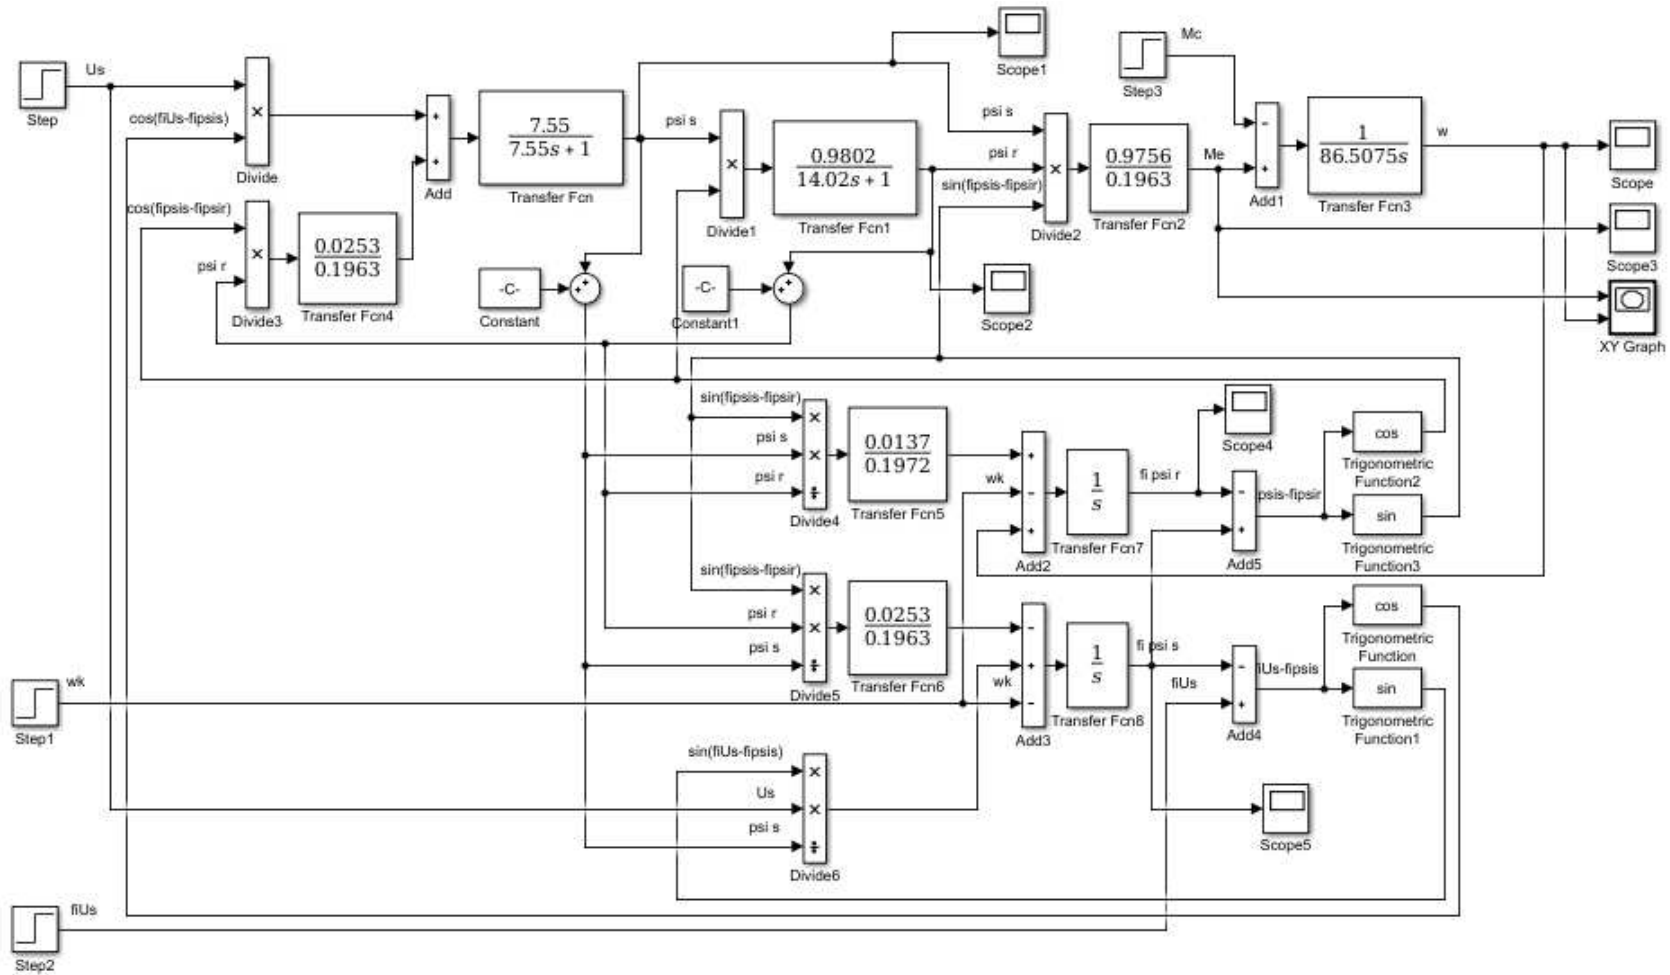 Us
Step
cos(fiUs-fipsis)
×
Divide
+
+
Add
7.55
7.55s + 1
Transfer Fcn
psi s
×
Divide1
0.9802
14.02s + 1
Transfer Fcn1
Scope1
psi s
psi r
sin(fipsis-fipsir)
×
Divide2
0.9756
0.1963
Transfer Fcn2
Me
Mc
Step3
-
+
Add1
1
86.5075s
Transfer Fcn3
w
Scope
Scope3
XY Graph
cos(fipsis-fipsir)
psi r
×
Divide3
0.0253
0.1963
Transfer Fcn4
-C-
Constant
+
+
-C-
Constant1
+
+
Scope2
sin(fipsis-fipsir)
psi s
psi r
×
×
÷
Divide4
0.0137
0.1972
Transfer Fcn5
wk
+
-
+
Add2
1
s
Transfer Fcn7
fi psi r
Scope4
-
+
Add5
psis-fipsir
cos
Trigonometric
Function2
sin
Trigonometric
Function3
sin(fipsis-fipsir)
psi r
psi s
×
×
÷
Divide5
0.0253
0.1963
Transfer Fcn6
wk
-
+
-
Add3
1
s
Transfer Fcn8
fi psi s
fiUs
-
+
Add4
fiUs-fipsis
cos
Trigonometric
Function
sin
Trigonometric
Function1
wk
Step1
sin(fiUs-fipsis)
Us
psi s
×
×
÷
Divide6
Scope5
fiUs
Step2